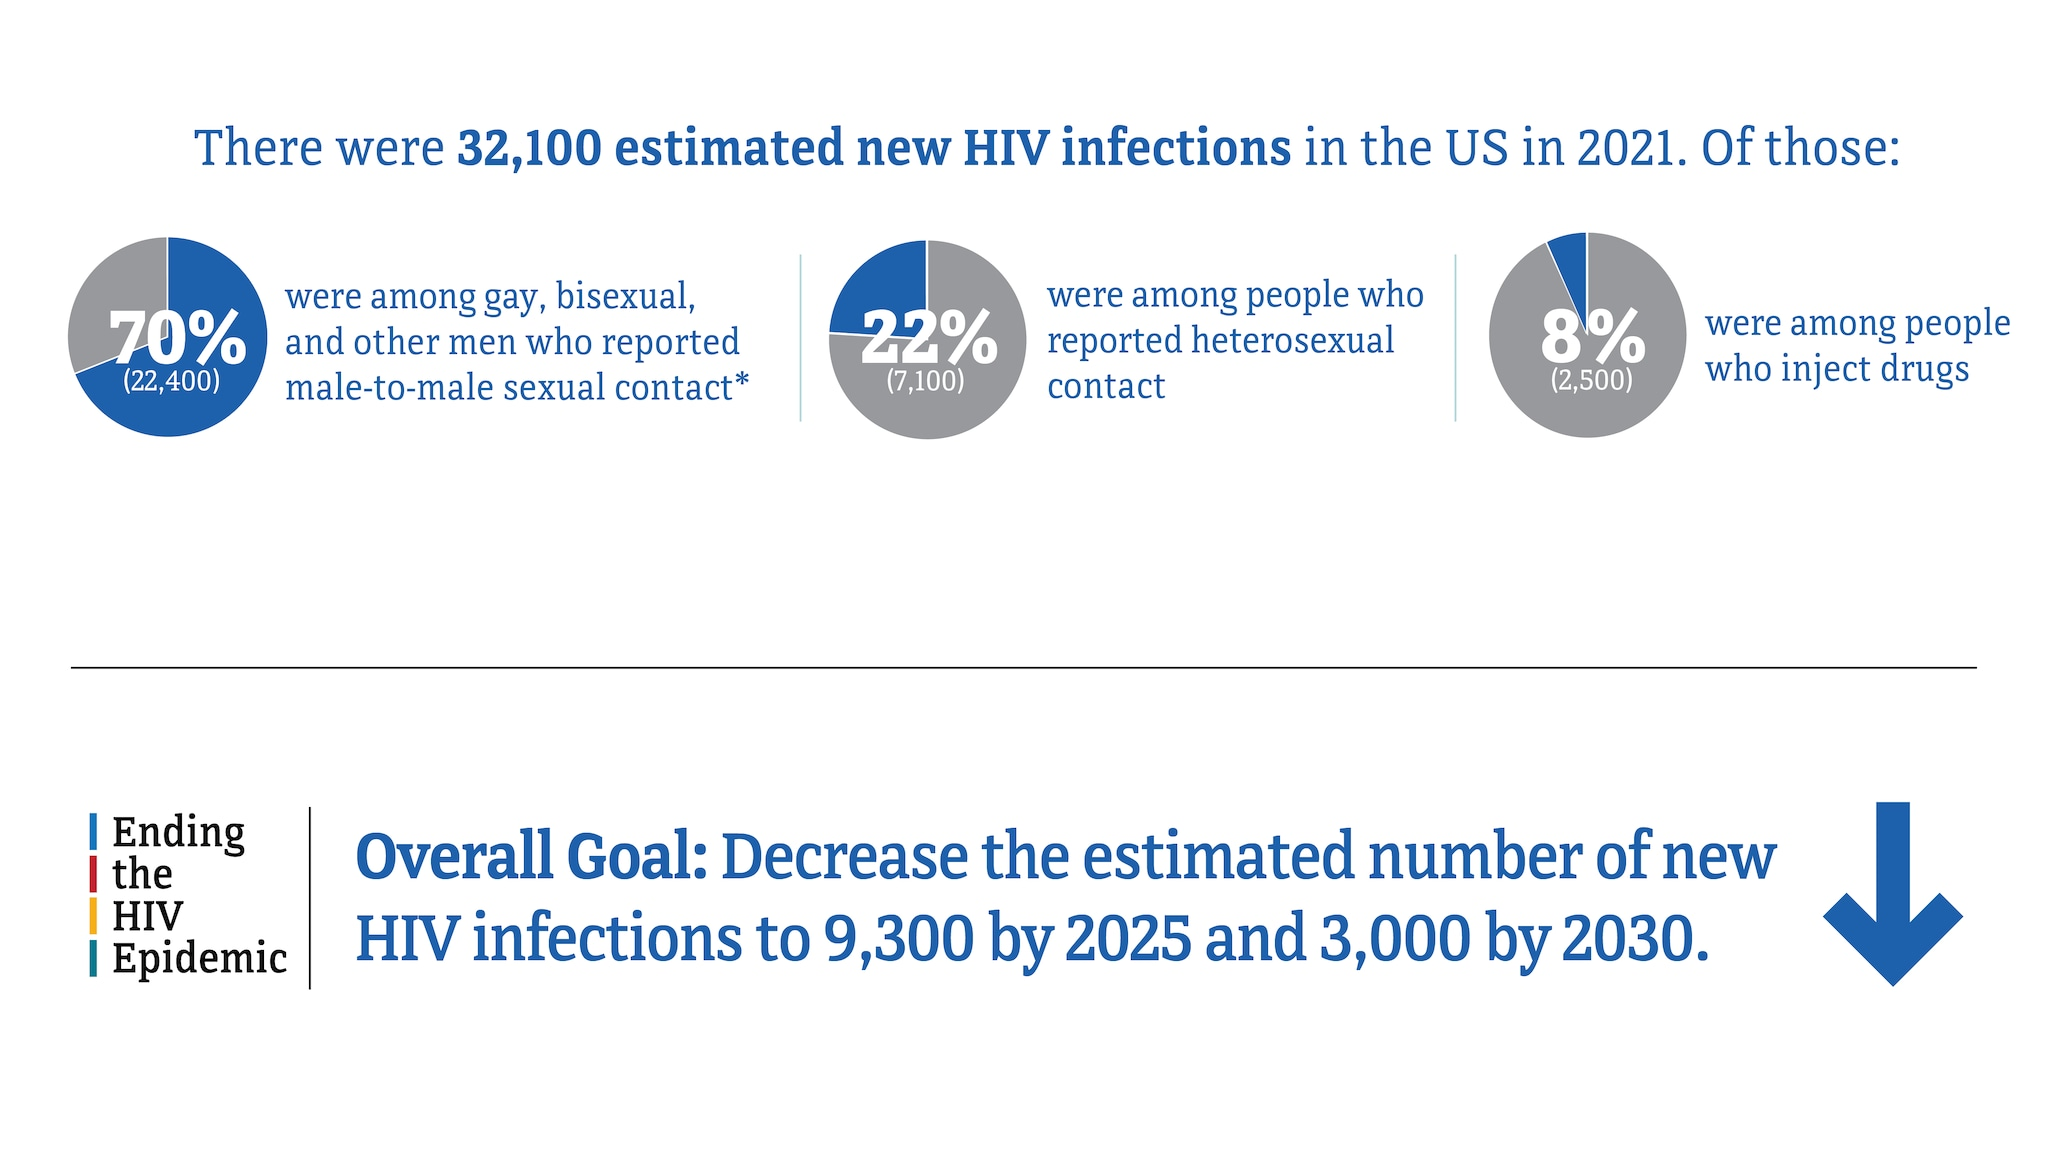 There were 32,100 estimated new HIV infections in the US in 2021. Of those:
70%
(22,400)
were among gay, bisexual,
and other men who reported
male-to-male sexual contact*
22%
(7,100)
were among people who
reported heterosexual
contact
8%
(2,500)
were among people
who inject drugs
Ending
the
HIV
Epidemic
Overall Goal: Decrease the estimated number of new
HIV infections to 9,300 by 2025 and 3,000 by 2030.